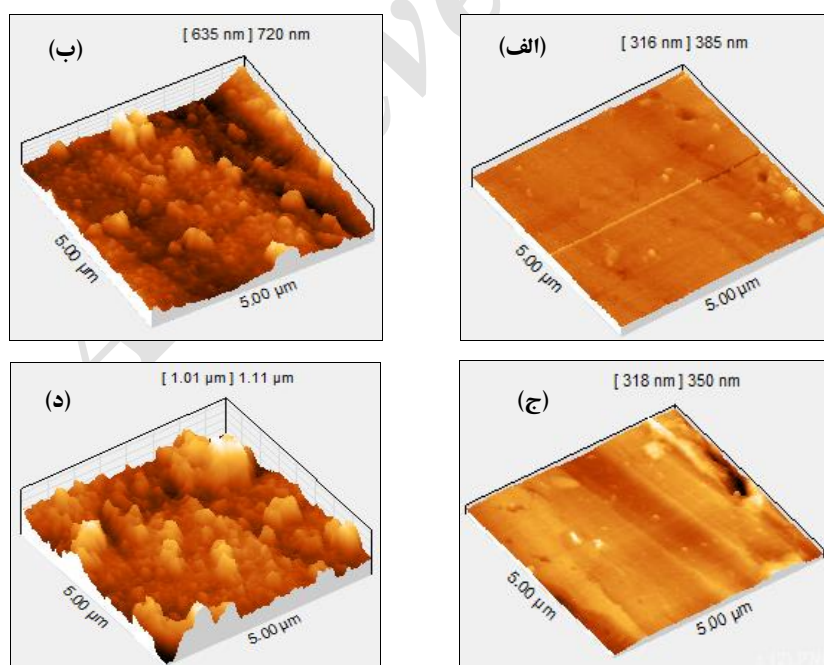 (الف)
[ 316 nm ] 385 nm
5.00 µm
5.00 µm
(ب)
[ 635 nm ] 720 nm
5.00 µm
5.00 µm
(ج)
[ 318 nm ] 350 nm
5.00 µm
5.00 µm
(د)
[ 1.01 µm ] 1.11 µm
5.00 µm
5.00 µm